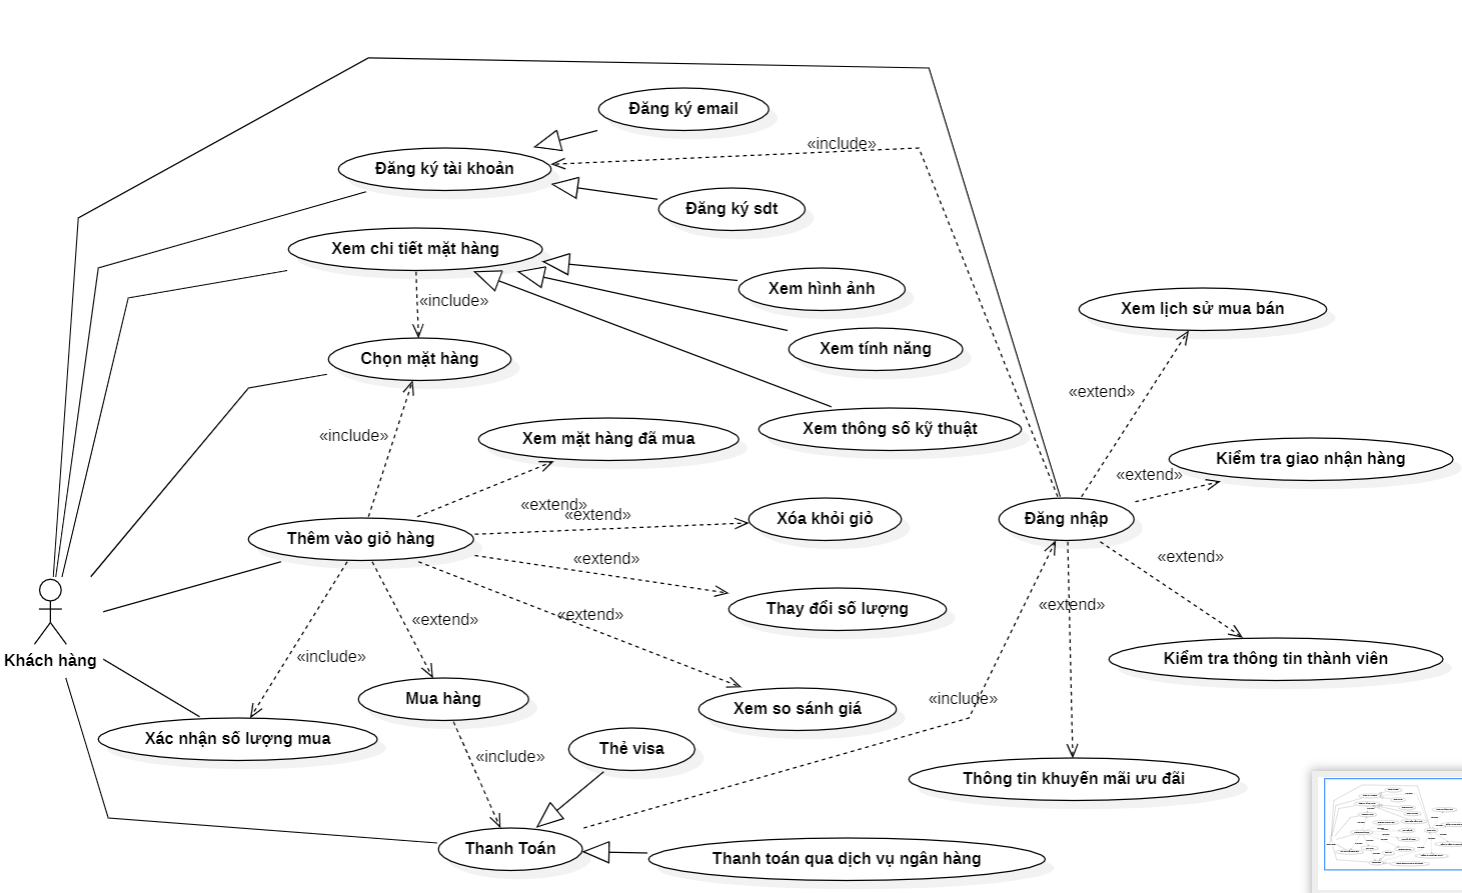 Đăng ký email
«include»
Đăng ký tài khoản
Đăng ký sdt
Xem chi tiết mặt hàng
Xem hình ảnh
«include»
Xem lịch sử mua bán
Xem tính năng
Chọn mặt hàng
«extend»
Xem thông số kỹ thuật
«include»
Xem mặt hàng đã mua
Kiểm tra giao nhận hàng
«extend»
«extend»
«extend»
Xóa khỏi giỏ
Đăng nhập
Thêm vào giỏ hàng
«extend»
«extend»
Thay đổi số lượng
«extend»
«extend»
«extend»
«include»
Khách hàng
Kiểm tra thông tin thành viên
Mua hàng
«include»
Xem so sánh giá
Xác nhận số lượng mua
Thẻ visa
«include»
Thông tin khuyến mãi ưu đãi
Thanh Toán
Thanh toán qua dịch vụ ngân hàng